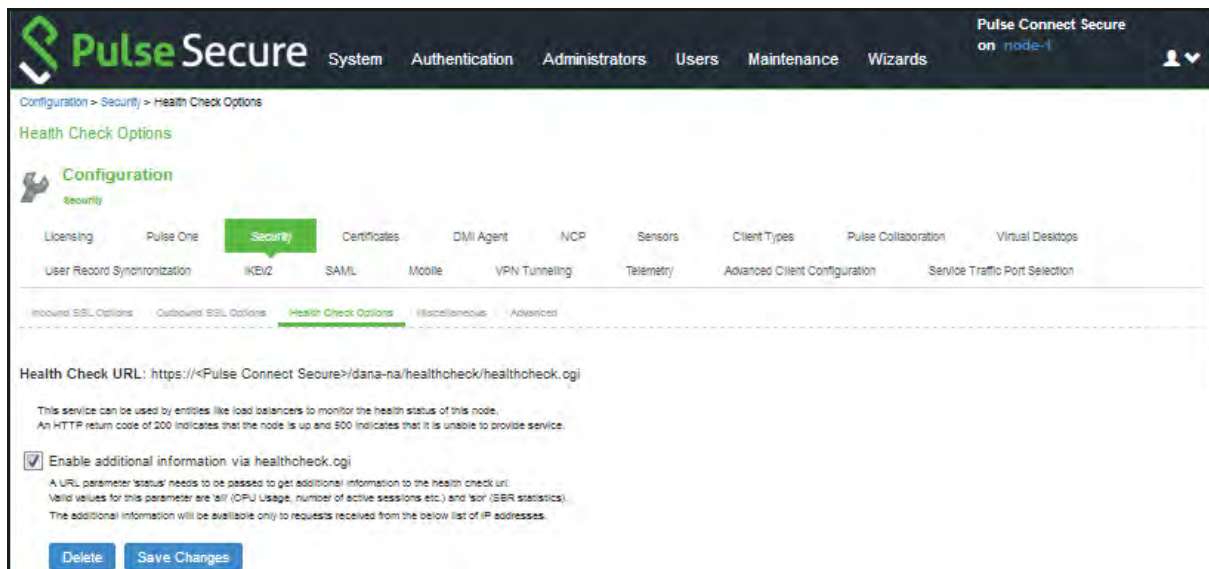 Pulse Secure
System Authentication Administrators Users Maintenance Wizards
Pulse Connect Secure
on node-1
Configuration > Security > Health Check Options
Health Check Options
Configuration
Security
Licensing Pulse One Security Certificates DMI Agent NCP Sensors Client Types Pulse Collaboration Virtual Desktops
User Record Synchronization IKEv2 SAML Mobile VPN Tunneling Telemetry Advanced Client Configuration Service Traffic Port Selection
Inbound SSL Options Outbound SSL Options Health Check Options Miscellaneous Advanced
Health Check URL: https://<Pulse Connect Secure>/dana-na/healthcheck/healthcheck.cgi
This service can be used by entities like load balancers to monitor the health status of this node.
An HTTP return code of 200 indicates that the node is up and 500 indicates that it is unable to provide service.
Enable additional information via healthcheck.cgi
A URL parameter 'status' needs to be passed to get additional information to the health check url.
Valid values for this parameter are 'all' (CPU Usage, number of active sessions etc.) and 'sbr' (SBR statistics).
The additional information will be available only to requests received from the below list of IP addresses.
Delete Save Changes